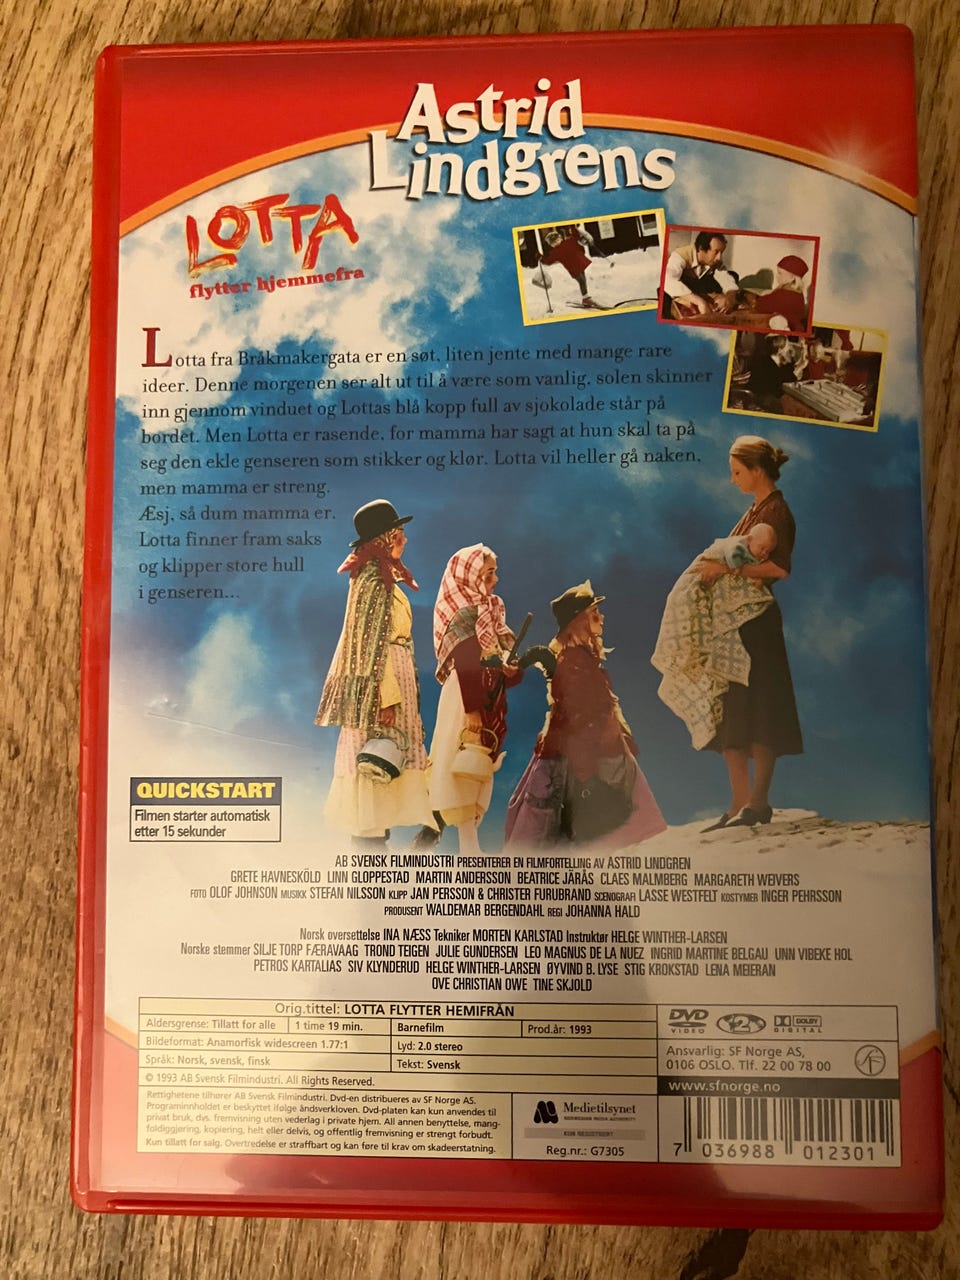 Astrid
Lindgrens
LOTTA
flytter hjemmefra
Lotta fra Bråkmakergata er en søt, liten jente med mange rare
ideer. Denne morgenen ser alt ut til å være som vanlig, solen skinner
inn gjennom vinduet og Lottas blå kopp full av sjokolade står på
bordet. Men Lotta er rasende, for mamma har sagt at hun skal ta på
seg den ekle genseren som stikker og klør. Lotta vil heller gå naken,
men mamma er streng.
Æsj, så dum mamma er.
Lotta finner fram saks
og klipper store hull
i genseren...
QUICKSTART
Filmen starter automatisk
etter 15 sekunder
AB SVENSK FILMINDUSTRI PRESENTERER EN FILMFORTELLING AV ASTRID LINDGREN
GRETE HAVNESKÖLD LINN GLOPPESTAD MARTIN ANDERSSON BEATRICE JÄRÅS CLAES MALMBERG MARGARETH WEIVERS
FOTO OLOF JOHNSON MUSIKK STEFAN NILSSON KLIPP JAN PERSSON & CHRISTER FURUBRAND SCENOGRAFI LASSE WESTFELT KOSTYMER INGER PEHRSSON
PRODUSENT WALDEMAR BERGENDAHL REGI JOHANNA HALD
Norsk oversettelse INA NÆSS Tekniker MORTEN KARLSTAD Instruktør HELGE WINTHER-LARSEN
Norske stemmer SILJE TORP FÆRAVAAG TROND TEIGEN JULIE GUNDERSEN LEO MAGNUS DE LA NUEZ INGRID MARTINE BELGAU UNN VIBEKE HOL
PETROS KARTALIAS SIV KLYNDERUD HELGE WINTHER-LARSEN ØYVIND B. LYSE STIG KROKSTAD LENA MEIERAN
OVE CHRISTIAN OWE TINE SKJOLD
Orig.tittel: LOTTA FLYTTER HEMIFRÅN
Aldersgrense: Tillatt for alle 1 time 19 min. Barnefilm Prod.år: 1993
Bildeformat: Anamorfisk widescreen 1.77:1 Lyd: 2.0 stereo
Språk: Norsk, svensk, finsk Tekst: Svensk
© 1993 AB Svensk Filmindustri. All Rights Reserved.
Rettighetene tilhører AB Svensk Filmindustri. Dvd-en distribueres av SF Norge AS.
Programinnholdet er beskyttet ifølge åndsverkloven. Dvd-platen kan kun anvendes til
privat bruk, dvs. fremvisning uten vederlag i private hjem. All annen benyttelse, mang-
foldiggjøring, kopiering, helt eller delvis, og offentlig fremvisning er strengt forbudt.
Kun tillatt for salg. Overtredelse er straffbart og kan føre til krav om skadeerstatning.
Medietilsynet
NORWEGIAN MEDIA AUTHORITY
KUN REGISTRERT
Reg.nr.: G7305
DVD VIDEO 2 DOLBY DIGITAL
Ansvarlig: SF Norge AS,
0106 OSLO. Tlf. 22 00 78 00
www.sfnorge.no
7 036988 012301